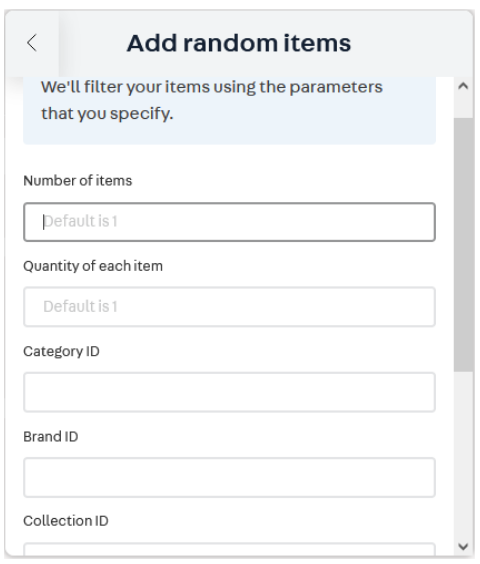 Add random items
We'll filter your items using the parameters
that you specify.
Number of items
Default is 1
Quantity of each item
Default is 1
Category ID
Brand ID
Collection ID